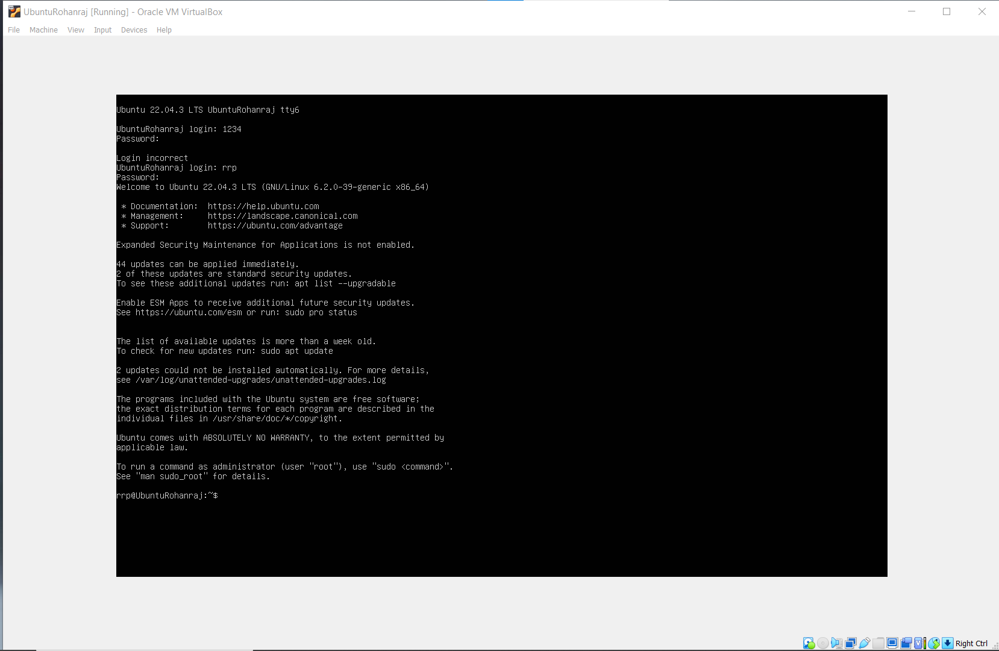 UbuntuRohanraj [Running] - Oracle VM VirtualBox
File Machine View Input Devices Help
Ubuntu 22.04.3 LTS UbuntuRohanraj tty6
UbuntuRohanraj login: 1234
Password:
Login incorrect
UbuntuRohanraj login: rrp
Password:
Welcome to Ubuntu 22.04.3 LTS (GNU/Linux 6.2.0-39-generic x86_64)
* Documentation:  https://help.ubuntu.com
* Management:     https://landscape.canonical.com
* Support:        https://ubuntu.com/advantage
Expanded Security Maintenance for Applications is not enabled.
44 updates can be applied immediately.
2 of these updates are standard security updates.
To see these additional updates run: apt list --upgradable
Enable ESM Apps to receive additional future security updates.
See https://ubuntu.com/esm or run: sudo pro status
The list of available updates is more than a week old.
To check for new updates run: sudo apt update
2 updates could not be installed automatically. For more details,
see /var/log/unattended-upgrades/unattended-upgrades.log
The programs included with the Ubuntu system are free software;
the exact distribution terms for each program are described in the
individual files in /usr/share/doc/*/copyright.
Ubuntu comes with ABSOLUTELY NO WARRANTY, to the extent permitted by
applicable law.
To run a command as administrator (user "root"), use "sudo <command>".
See "man sudo_root" for details.
rrp@UbuntuRohanraj:~$
Right Ctrl